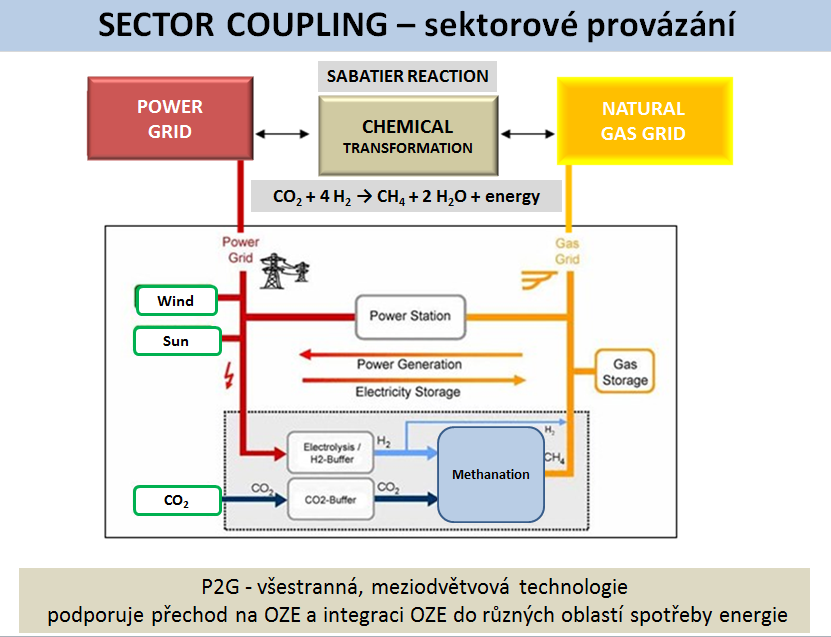 SECTOR COUPLING – sektorové provázání
SABATIER REACTION
POWER
GRID
CHEMICAL
TRANSFORMATION
NATURAL
GAS GRID
CO₂ + 4 H₂ → CH₄ + 2 H₂O + energy
Power
Grid
Gas
Grid
Wind
Sun
Power Station
Power Generation
Electricity Storage
Gas
Storage
H₂
Electrolysis /
H2-Buffer
H₂
CH₄
Methanation
CO₂
CO₂
CO2-Buffer
CO₂
P2G - všestranná, meziodvětvová technologie
podporuje přechod na OZE a integraci OZE do různých oblastí spotřeby energie